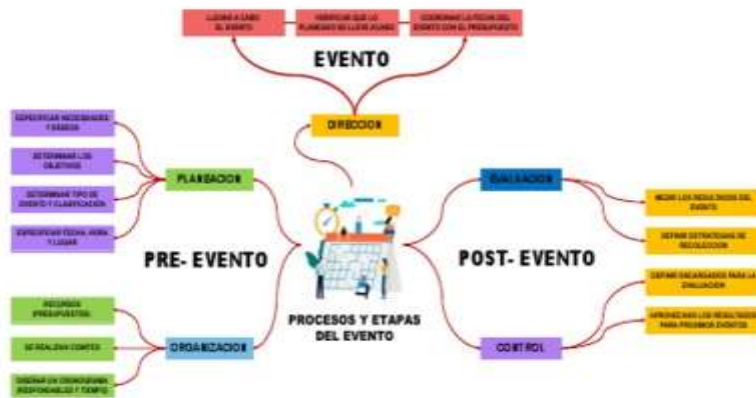 LLEVAR A CABO
EL EVENTO
VERIFICAR QUE LO
PLANEADO SE LLEVE
COORDINAR LA FECHA DEL
EVENTO CON EL PRESUPUESTO
EVENTO
DIRECCION
ESPECIFICAR NECESIDADES
Y DESEOS
DETERMINAR LOS
OBJETIVOS
DETERMINAR TIPO DE
EVENTO Y CLASIFICACIÓN
ESPECIFICAR FECHA, HORA
Y LUGAR
PLANEACION
PRE- EVENTO
RECURSOS
(PRESUPUESTOS)
SE REALIZAN COMITES
DISEÑAR UN CRONOGRAMA
(RESPONSABLES Y TIEMPO)
ORGANIZACION
PROCESOS Y ETAPAS
DEL EVENTO
EVALUACION
MEDIR LOS RESULTADOS DEL
EVENTO
DEFINIR ESTRATEGIAS DE
RECOLECCION
POST- EVENTO
DEFINIR ENCARGADOS PARA LA
EVALUACION
APROVECHAR LOS RESULTADOS
PARA PROXIMOS EVENTOS
CONTROL